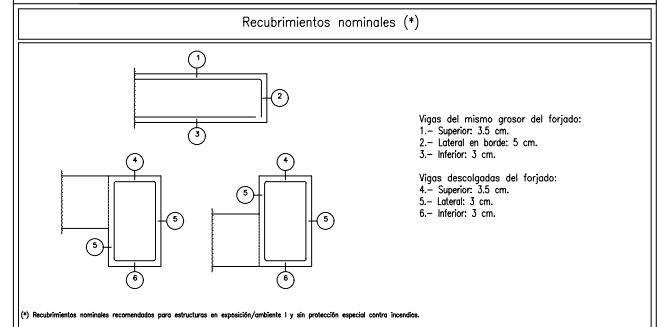 Recubrimientos nominales (*)
1
2
3
Vigas del mismo grosor del forjado:
1.- Superior: 3.5 cm.
2.- Lateral en borde: 5 cm
3.- Inferior: 3 cm.
Vigas descolgadas del forjado:
4.- Superior: 3.5 cm.
5.- Lateral: 3 cm.
6.- Inferior: 3 cm.
4
5
5
6
4
5
5
6
(*) Recubrimientos nominales recomendados para estructuras en exposición/ambiente I y sin protección especial contra incendios.